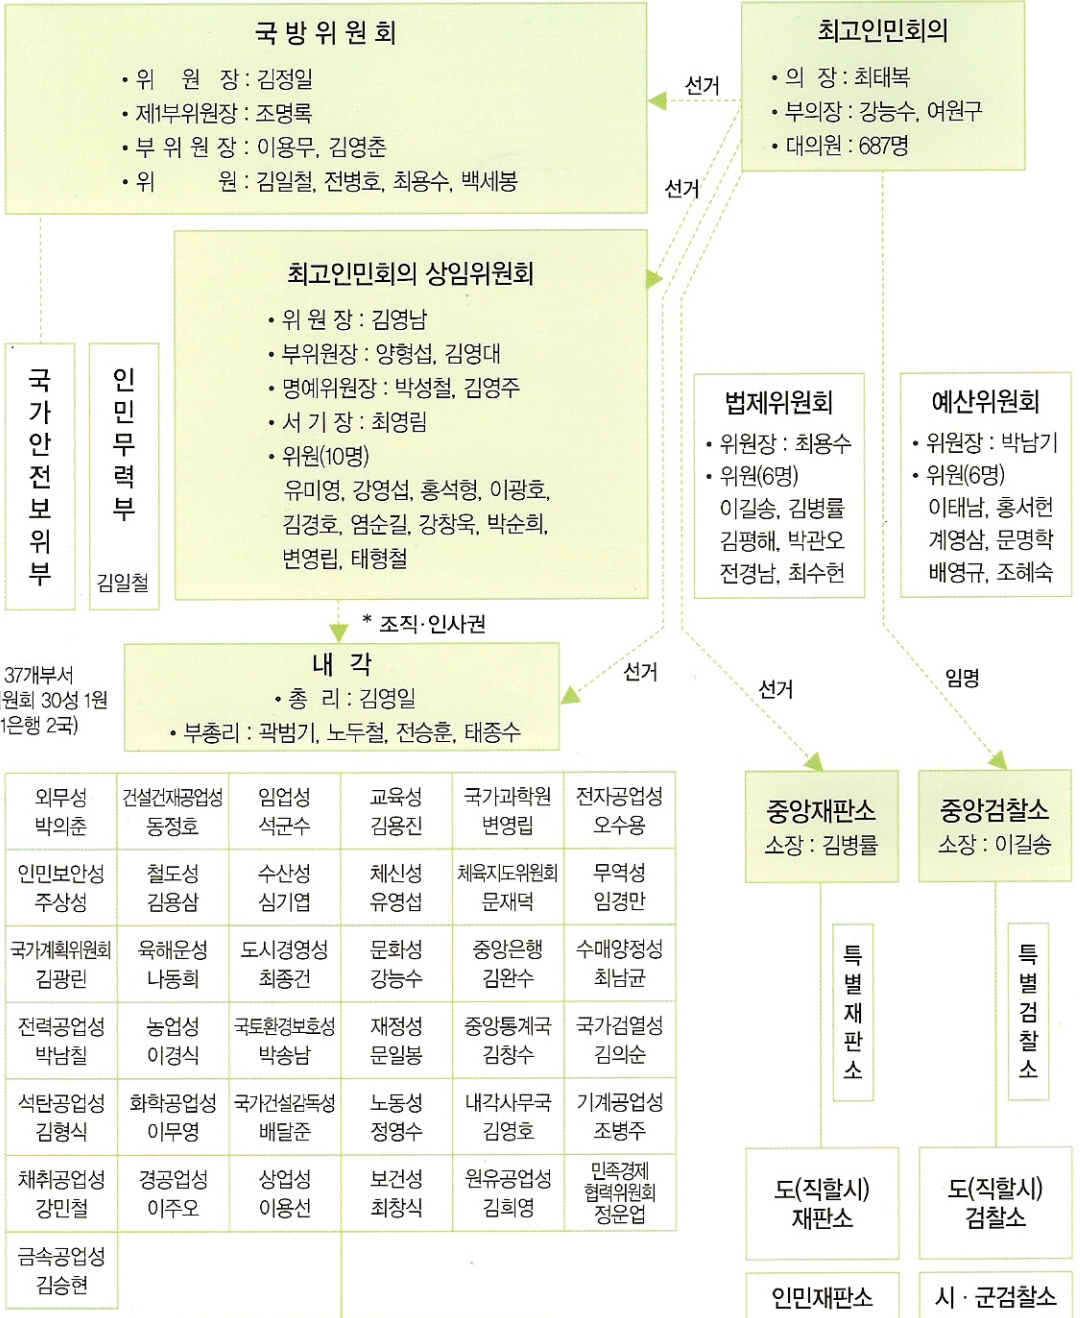 국방위원회
• 위 원 장 : 김정일
• 제1부위원장 : 조명록
• 부 위 원 장 : 이용무, 김영춘
• 위 원 : 김일철, 전병호, 최용수, 백세봉
선거
최고인민회의
• 의 장 : 최태복
• 부의장 : 강능수, 여원구
• 대의원 : 687명
선거
최고인민회의 상임위원회
• 위 원 장 : 김영남
• 부위원장 : 양형섭, 김영대
• 명예위원장 : 박성철, 김영주
• 서 기 장 : 최영림
• 위원(10명)
유미영, 강영섭, 홍석형, 이광호,
김경호, 염순길, 강창욱, 박순희,
변영립, 태형철
국가안전보위부
인민무력부
김일철
법제위원회
• 위원장 : 최용수
• 위원(6명)
이길송, 김병률
김평해, 박관오
전경남, 최수헌
예산위원회
• 위원장 : 박남기
• 위원(6명)
이태남, 홍서헌
계영삼, 문명학
배영규, 조혜숙
* 조직·인사권
37개부서
원회 30성 1원
1은행 2국)
내 각
• 총 리 : 김영일
• 부총리 : 곽범기, 노두철, 전승훈, 태종수
선거
선거
임명
외무성 건설건재공업성 임업성 교육성 국가과학원 전자공업성
박의춘 동정호 석군수 김용진 변영립 오수용
인민보안성 철도성 수산성 체신성 체육지도위원회 무역성
주상성 김용삼 심기엽 유영섭 문재덕 임경만
국가계획위원회 육해운성 도시경영성 문화성 중앙은행 수매양정성
김광린 나동희 최종건 강능수 김완수 최남균
전력공업성 농업성 국토환경보호성 재정성 중앙통계국 국가검열성
박남칠 이경식 박송남 문일봉 김창수 김의순
석탄공업성 화학공업성 국가건설감독성 노동성 내각사무국 기계공업성
김형식 이무영 배달준 정영수 김영호 조병주
채취공업성 경공업성 상업성 보건성 원유공업성 민족경제
협력위원회
강민철 이주오 이용선 최창식 김희영 정운업
금속공업성
김승현
중앙재판소
소장 : 김병률
중앙검찰소
소장 : 이길송
특별재판소
특별검찰소
도(직할시)
재판소
도(직할시)
검찰소
인민재판소
시 · 군검찰소